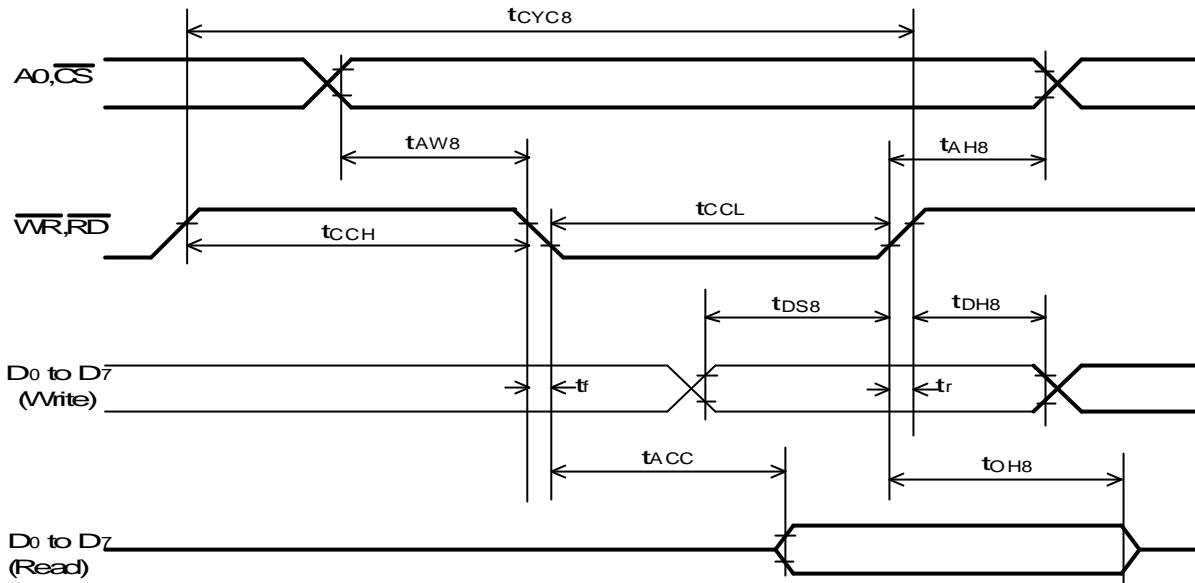 tCYC8
A0,CS
tAW8
tAH8
WR,RD
tCCL
tCCH
tDS8
tDH8
D0 to D7
(Write)
tf
tr
tACC
tOH8
D0 to D7
(Read)